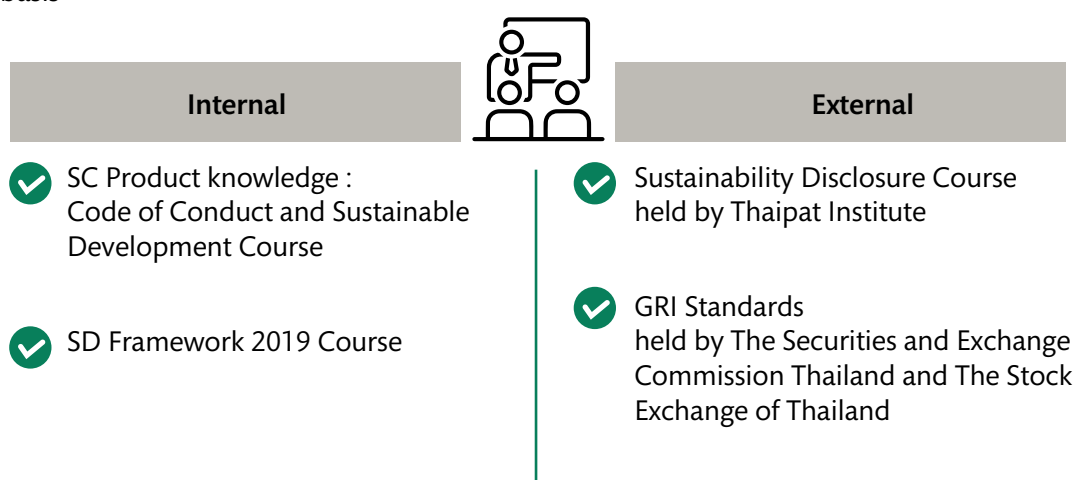 basis
Internal
SC Product knowledge :
Code of Conduct and Sustainable
Development Course
SD Framework 2019 Course
External
Sustainability Disclosure Course
held by Thaipat Institute
GRI Standards
held by The Securities and Exchange
Commission Thailand and The Stock
Exchange of Thailand